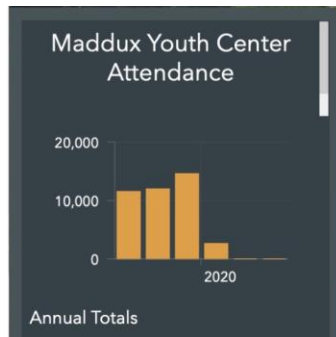 Maddux Youth Center
Attendance
20,000
10,000
0
2020
Annual Totals